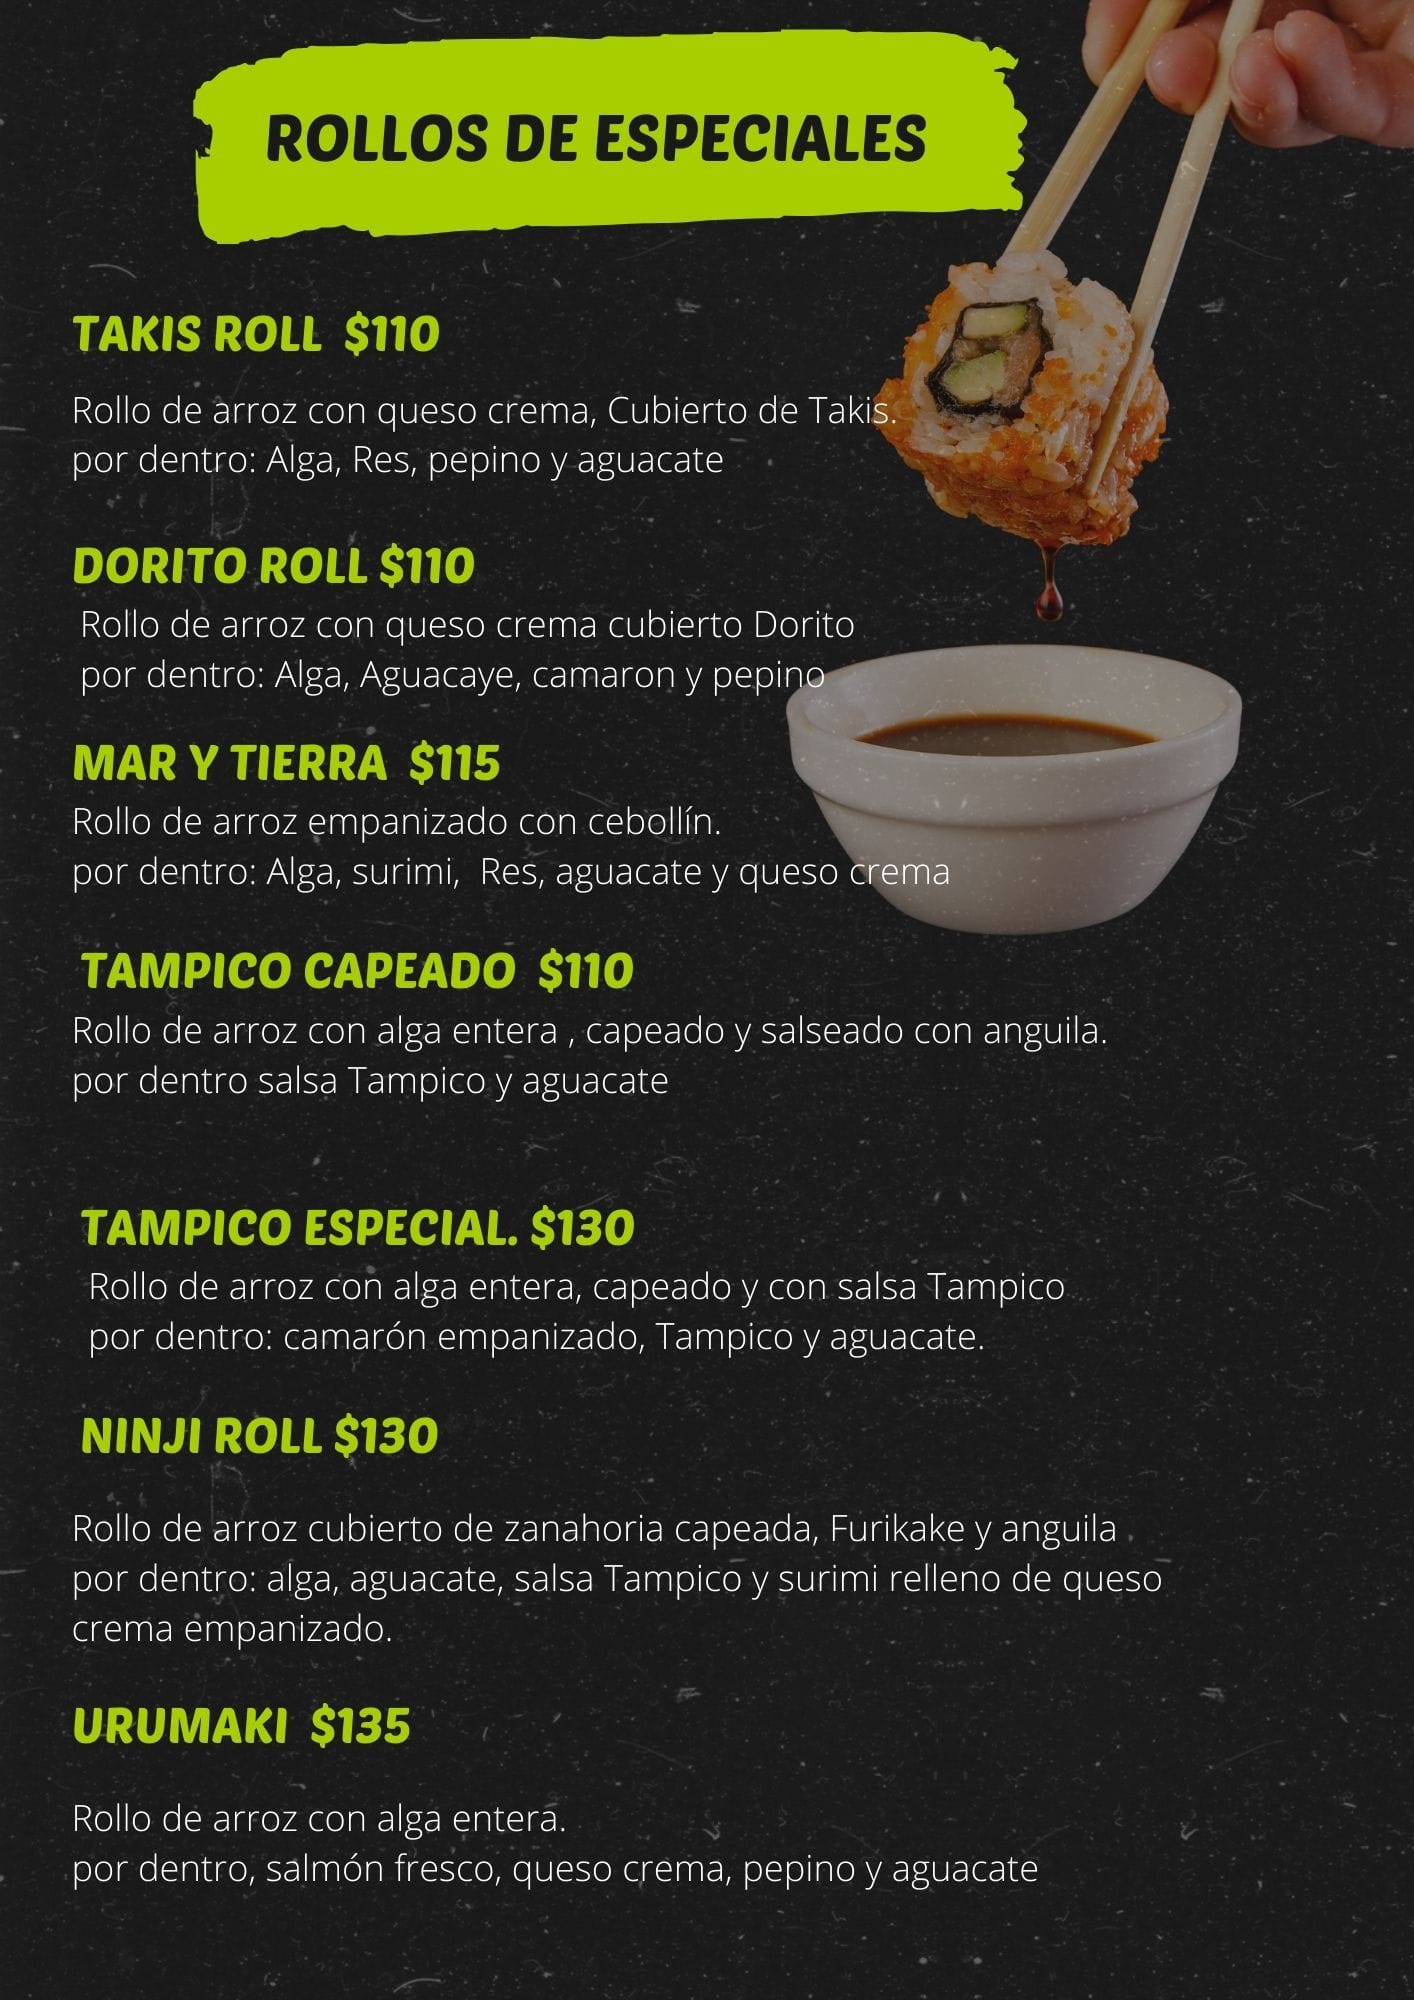 ROLLOS DE ESPECIALES
TAKIS ROLL $110
Rollo de arroz con queso crema, Cubierto de Takis.
por dentro: Alga, Res, pepino y aguacate
DORITO ROLL $110
Rollo de arroz con queso crema cubierto Dorito
por dentro: Alga, Aguacaye, camaron y pepino
MAR Y TIERRA $115
Rollo de arroz empanizado con cebollín.
por dentro: Alga, surimi, Res, aguacate y queso crema
TAMPICO CAPEADO $110
Rollo de arroz con alga entera , capeado y salseado con anguila.
por dentro salsa Tampico y aguacate
TAMPICO ESPECIAL. $130
Rollo de arroz con alga entera, capeado y con salsa Tampico
por dentro: camarón empanizado, Tampico y aguacate.
NINJI ROLL $130
Rollo de arroz cubierto de zanahoria capeada, Furikake y anguila .
por dentro: alga, aguacate, salsa Tampico y surimi relleno de queso
crema empanizado.
URUMAKI $135
Rollo de arroz con alga entera.
por dentro, salmón fresco, queso crema, pepino y aguacate